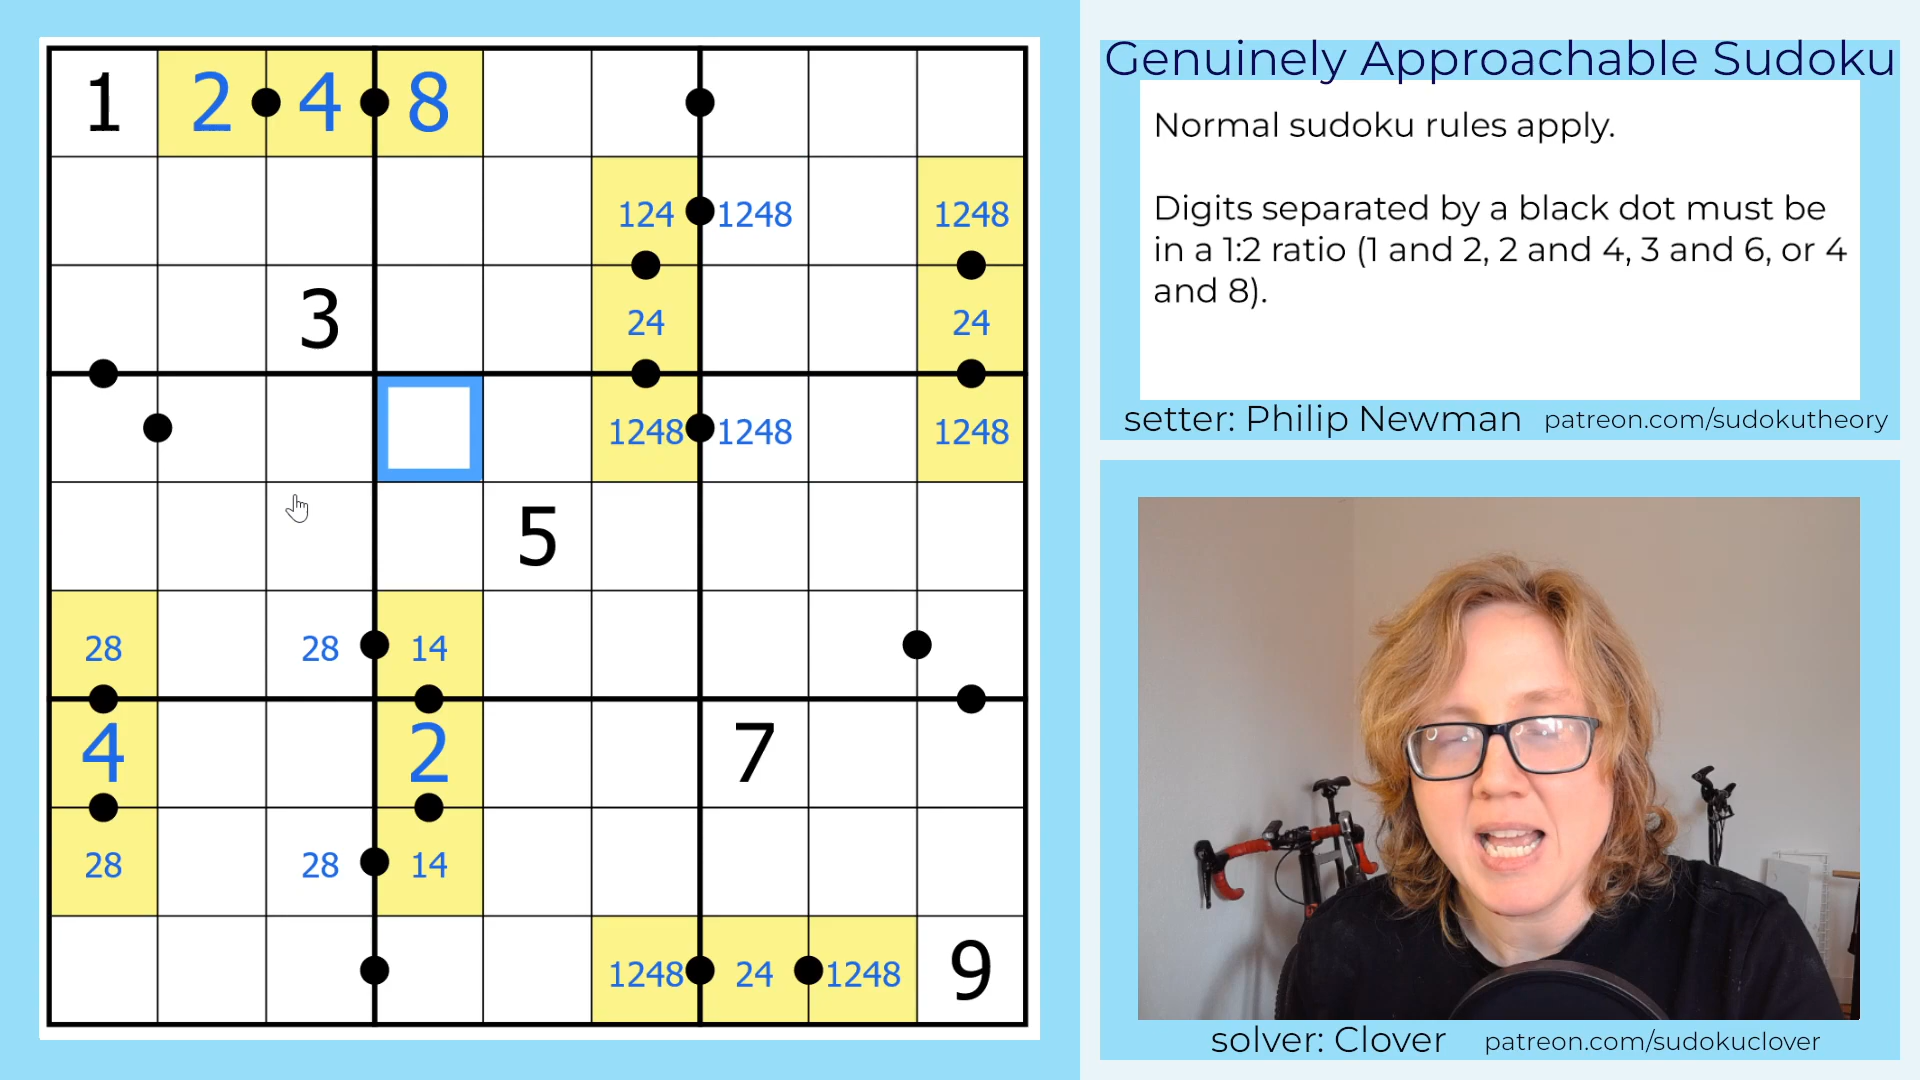 Genuinely Approachable Sudoku
Normal sudoku rules apply.
Digits separated by a black dot must be
in a 1:2 ratio (1 and 2, 2 and 4, 3 and 6, or 4
and 8).
setter: Philip Newman patreon.com/sudokutheory
solver: Clover patreon.com/sudokuclover
1 2 4 8
124 1248 1248
3 24 24
1248 1248 1248
5
28 28 14
4 2 7
28 28 14
1248 24 1248 9